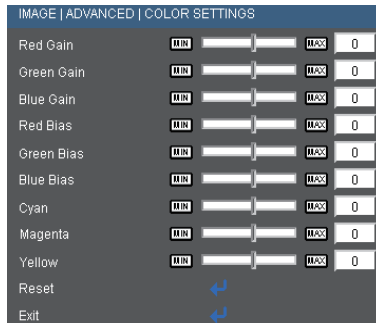 IMAGE | ADVANCED | COLOR SETTINGS
Red Gain MIN MAX 0
Green Gain MIN MAX 0
Blue Gain MIN MAX 0
Red Bias MIN MAX 0
Green Bias MIN MAX 0
Blue Bias MIN MAX 0
Cyan MIN MAX 0
Magenta MIN MAX 0
Yellow MIN MAX 0
Reset
Exit